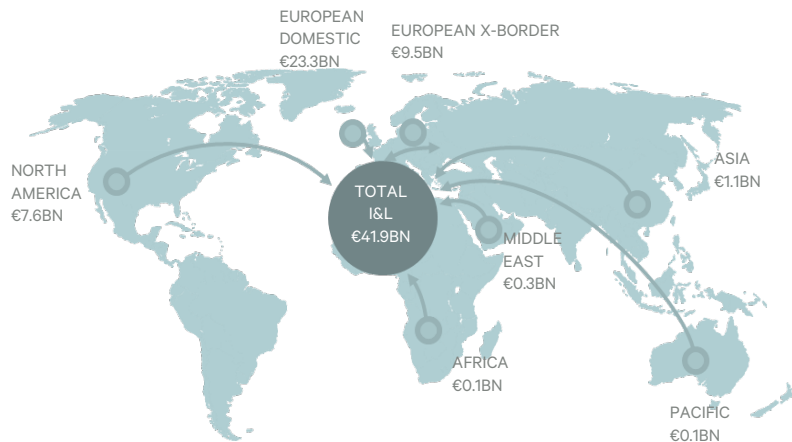 EUROPEAN
DOMESTIC
€23.3BN
EUROPEAN X-BORDER
€9.5BN
NORTH
AMERICA
€7.6BN
TOTAL
I&L
€41.9BN
ASIA
€1.1BN
MIDDLE
EAST
€0.3BN
AFRICA
€0.1BN
PACIFIC
€0.1BN